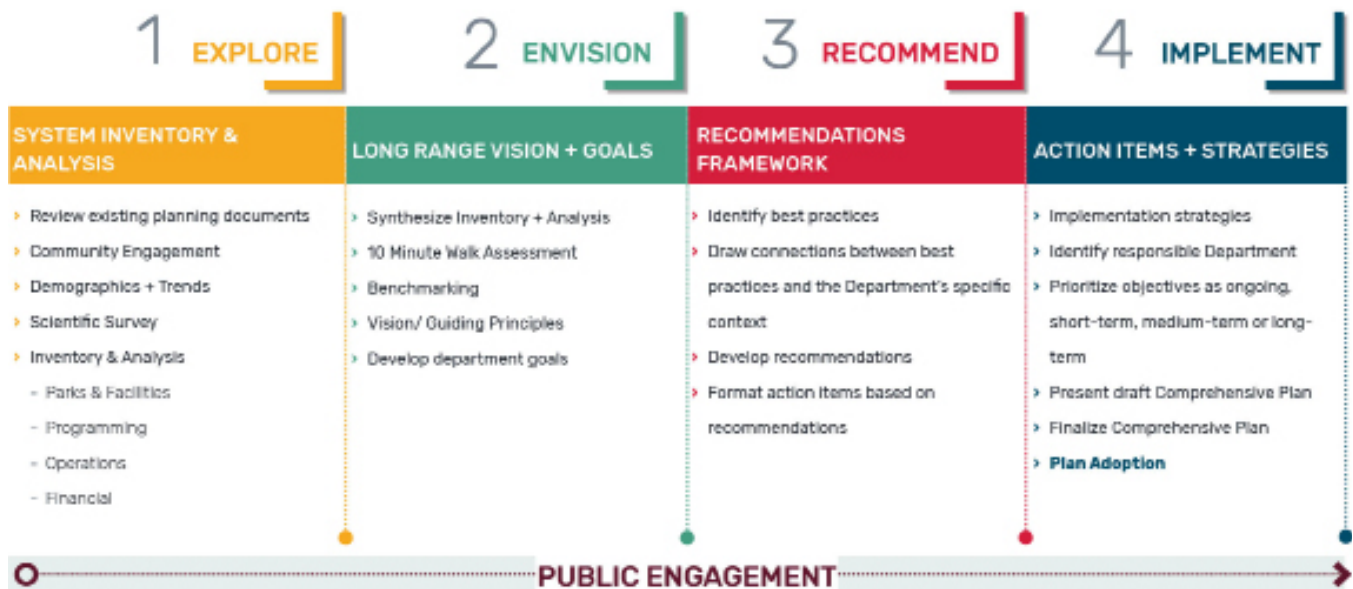 1 EXPLORE
SYSTEM INVENTORY &
ANALYSIS
› Review existing planning documents
› Community Engagement
› Demographics + Trends
› Scientific Survey
› Inventory & Analysis
- Parks & Facilities
- Programming
- Operations
- Financial
2 ENVISION
LONG RANGE VISION + GOALS
› Synthesize Inventory + Analysis
› 10 Minute Walk Assessment
› Benchmarking
› Vision/ Guiding Principles
› Develop department goals
3 RECOMMEND
RECOMMENDATIONS
FRAMEWORK
› Identify best practices
› Draw connections between best
practices and the Department's specific
context
› Develop recommendations
› Format action items based on
recommendations
4 IMPLEMENT
ACTION ITEMS + STRATEGIES
› Implementation strategies
› Identify responsible Department
› Prioritize objectives as ongoing,
short-term, medium-term or long-
term
› Present draft Comprehensive Plan
› Finalize Comprehensive Plan
› Plan Adoption
PUBLIC ENGAGEMENT